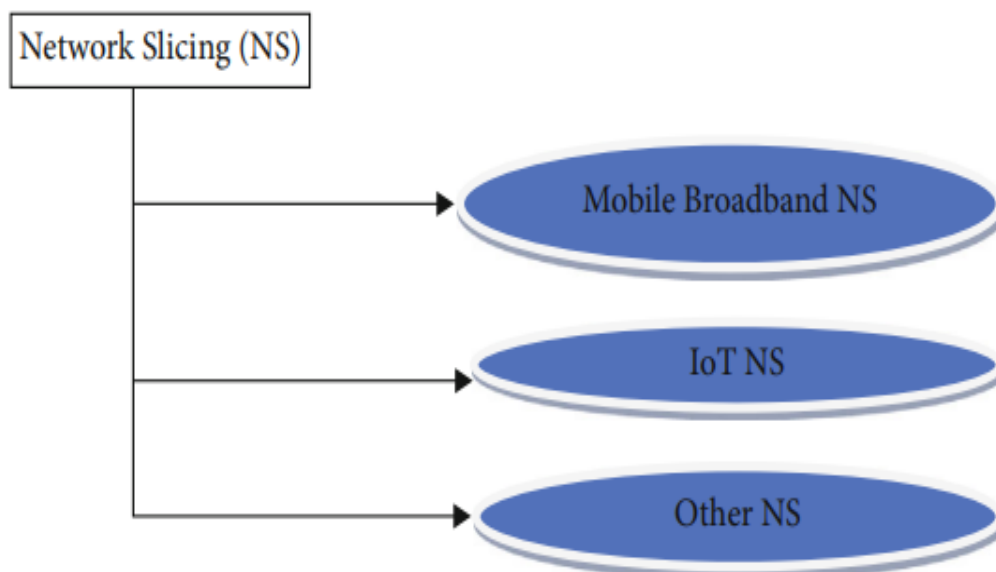 Network Slicing (NS)
Mobile Broadband NS
IoT NS
Other NS